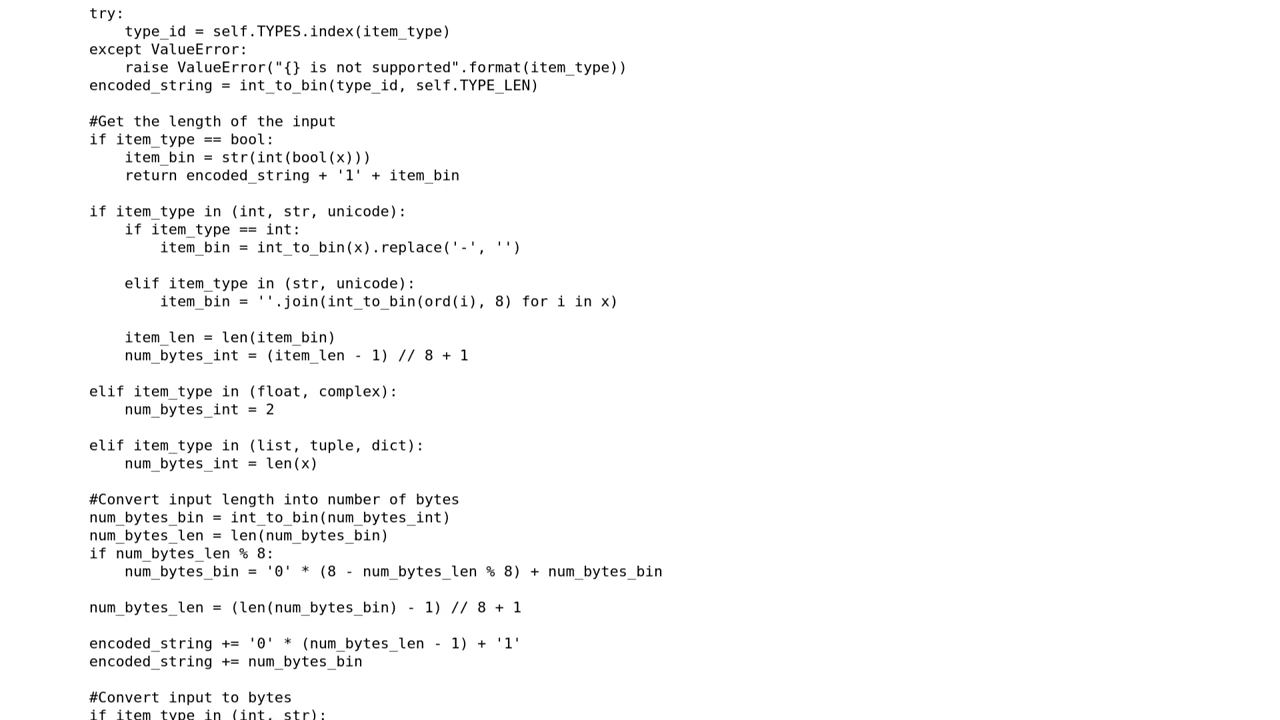 try:
    type_id = self.TYPES.index(item_type)
except ValueError:
    raise ValueError("{} is not supported".format(item_type))
encoded_string = int_to_bin(type_id, self.TYPE_LEN)

#Get the length of the input
if item_type == bool:
    item_bin = str(int(bool(x)))
    return encoded_string + '1' + item_bin

if item_type in (int, str, unicode):
    if item_type == int:
        item_bin = int_to_bin(x).replace('-', '')

    elif item_type in (str, unicode):
        item_bin = ''.join(int_to_bin(ord(i), 8) for i in x)

    item_len = len(item_bin)
    num_bytes_int = (item_len - 1) // 8 + 1

elif item_type in (float, complex):
    num_bytes_int = 2

elif item_type in (list, tuple, dict):
    num_bytes_int = len(x)

#Convert input length into number of bytes
num_bytes_bin = int_to_bin(num_bytes_int)
num_bytes_len = len(num_bytes_bin)
if num_bytes_len % 8:
    num_bytes_bin = '0' * (8 - num_bytes_len % 8) + num_bytes_bin

num_bytes_len = (len(num_bytes_bin) - 1) // 8 + 1

encoded_string += '0' * (num_bytes_len - 1) + '1'
encoded_string += num_bytes_bin

#Convert input to bytes
if item_type in (int, str):